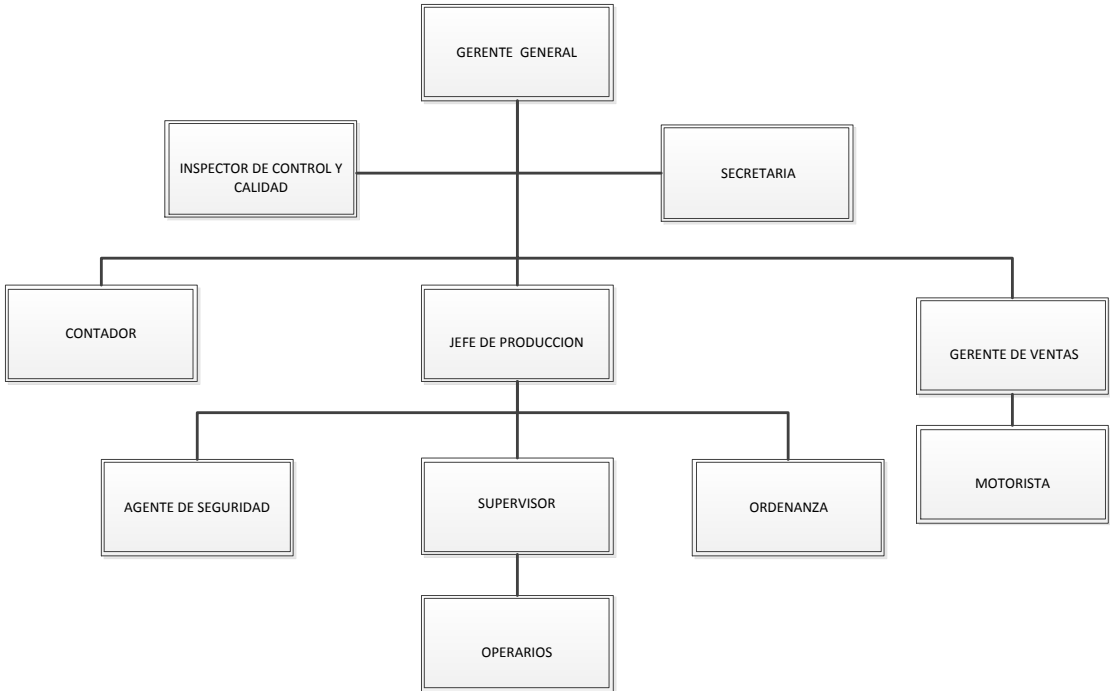 GERENTE  GENERAL
INSPECTOR DE CONTROL Y
CALIDAD
SECRETARIA
CONTADOR
JEFE DE PRODUCCION
GERENTE DE VENTAS
AGENTE DE SEGURIDAD
SUPERVISOR
ORDENANZA
MOTORISTA
OPERARIOS